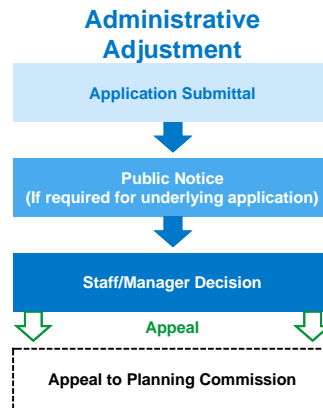 Administrative
Adjustment
Application Submittal
Public Notice
(If required for underlying application)
Staff/Manager Decision
Appeal
Appeal to Planning Commission